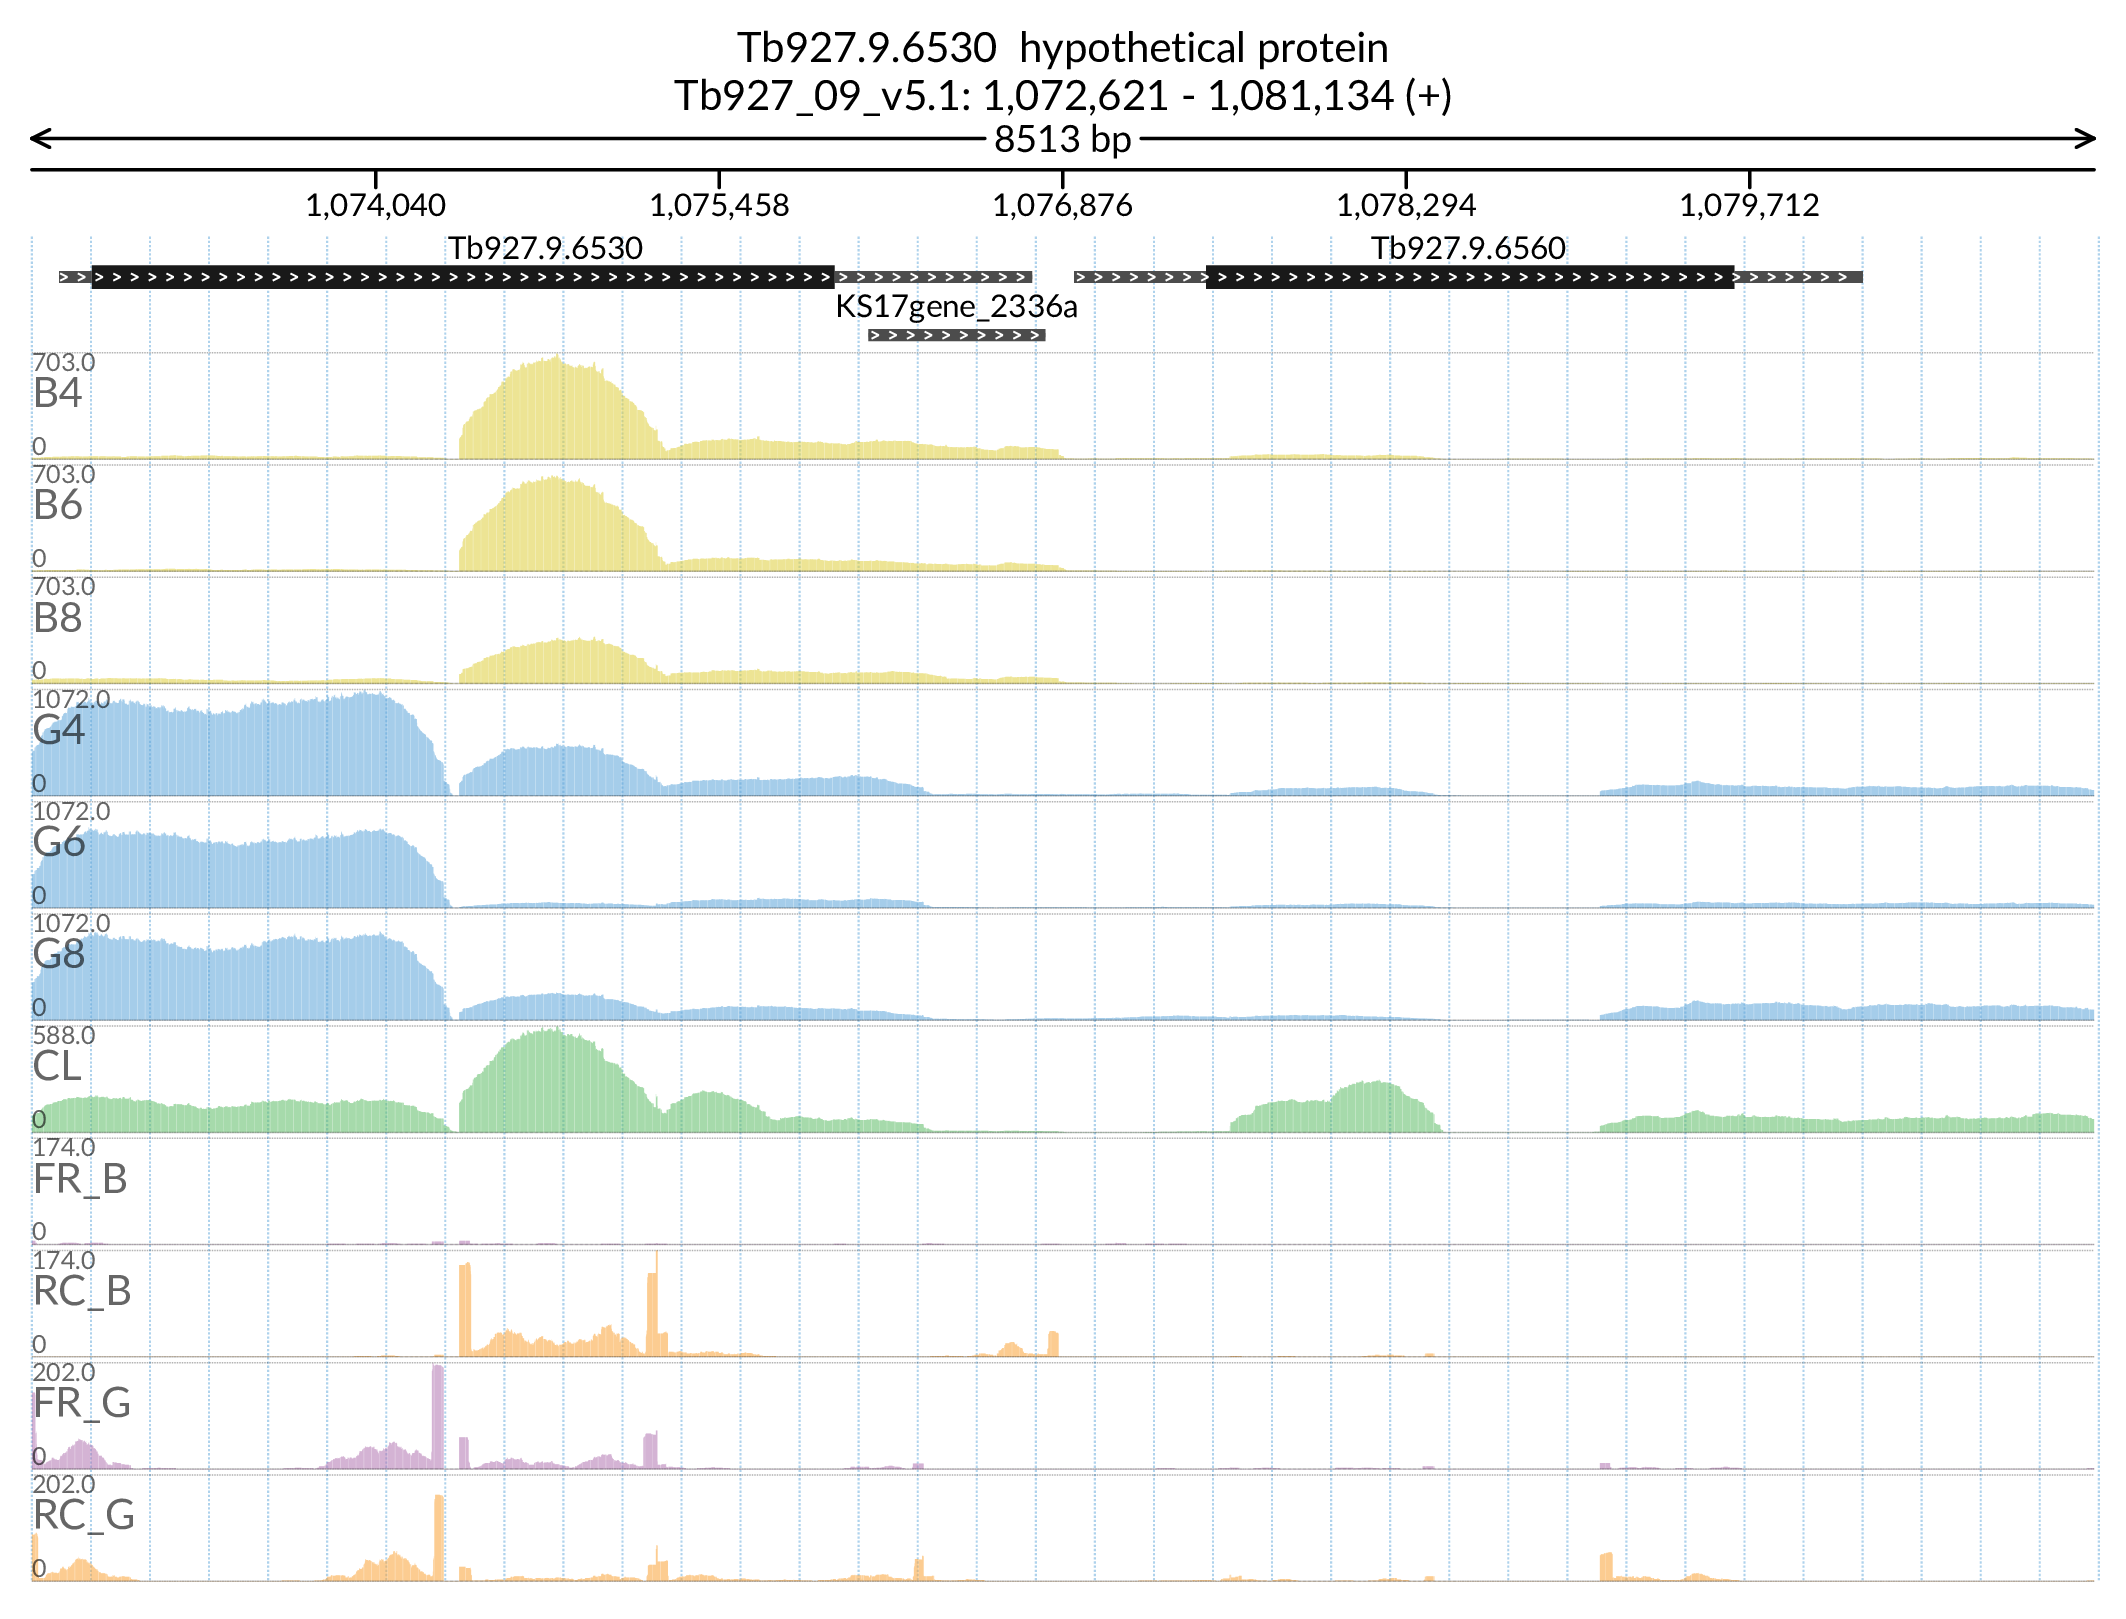 Tb927.9.6530  hypothetical protein
Tb927_09_v5.1: 1,072,621 - 1,081,134 (+)
8513 bp
1,074,040 1,075,458 1,076,876 1,078,294 1,079,712
Tb927.9.6530 Tb927.9.6560
KS17gene_2336a
703.0
B4
0
703.0
B6
0
703.0
B8
0
1072.0
G4
0
1072.0
G6
0
1072.0
G8
0
588.0
CL
0
174.0
FR_B
0
174.0
RC_B
0
202.0
FR_G
0
202.0
RC_G
0